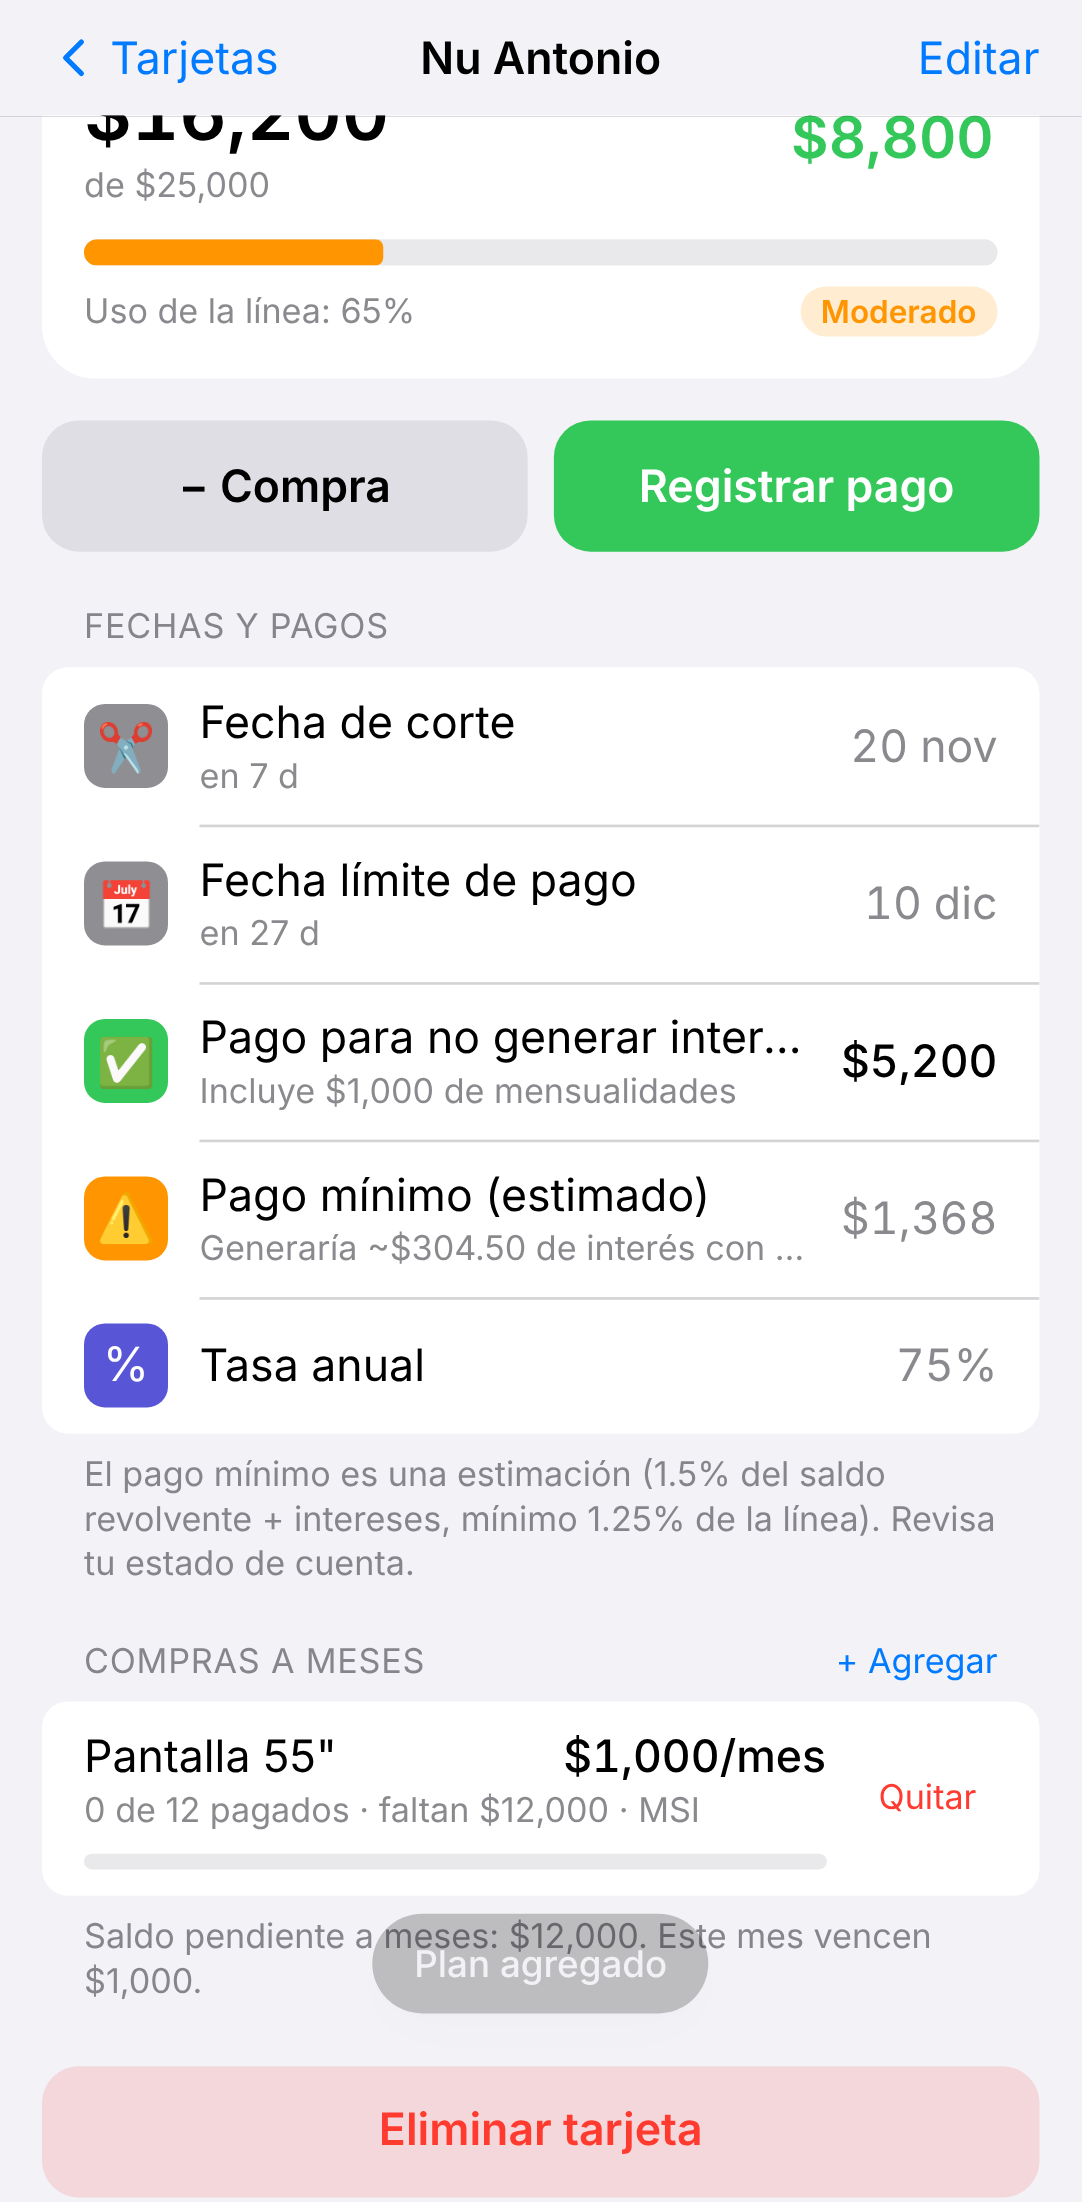 Tarjetas
Nu Antonio
Editar
$16,200
$8,800
de $25,000
Uso de la línea: 65%
Moderado
– Compra
Registrar pago
FECHAS Y PAGOS
Fecha de corte
20 nov
en 7 d
July
17
Fecha límite de pago
10 dic
en 27 d
Pago para no generar inter...
$5,200
Incluye $1,000 de mensualidades
Pago mínimo (estimado)
$1,368
Generaría ~$304.50 de interés con ...
%
Tasa anual
75%
El pago mínimo es una estimación (1.5% del saldo
revolvente + intereses, mínimo 1.25% de la línea). Revisa
tu estado de cuenta.
COMPRAS A MESES
+ Agregar
Pantalla 55"
$1,000/mes
0 de 12 pagados · faltan $12,000 · MSI
Quitar
Saldo pendiente a meses: $12,000. Este mes vencen
$1,000.
Plan agregado
Eliminar tarjeta